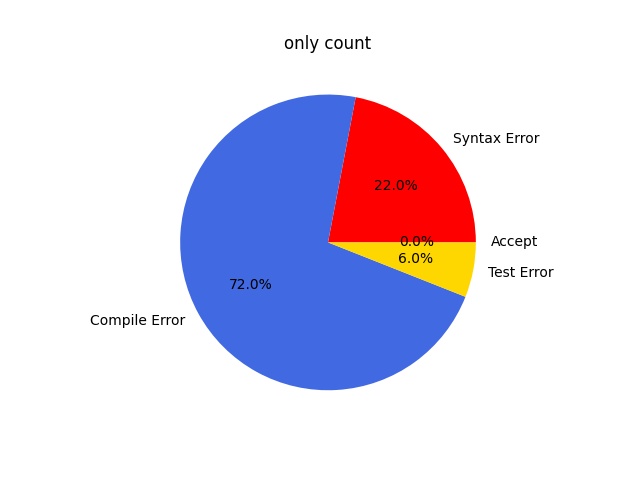 only count
Syntax Error
22.0%
0.0%
Accept
6.0%
Test Error
72.0%
Compile Error